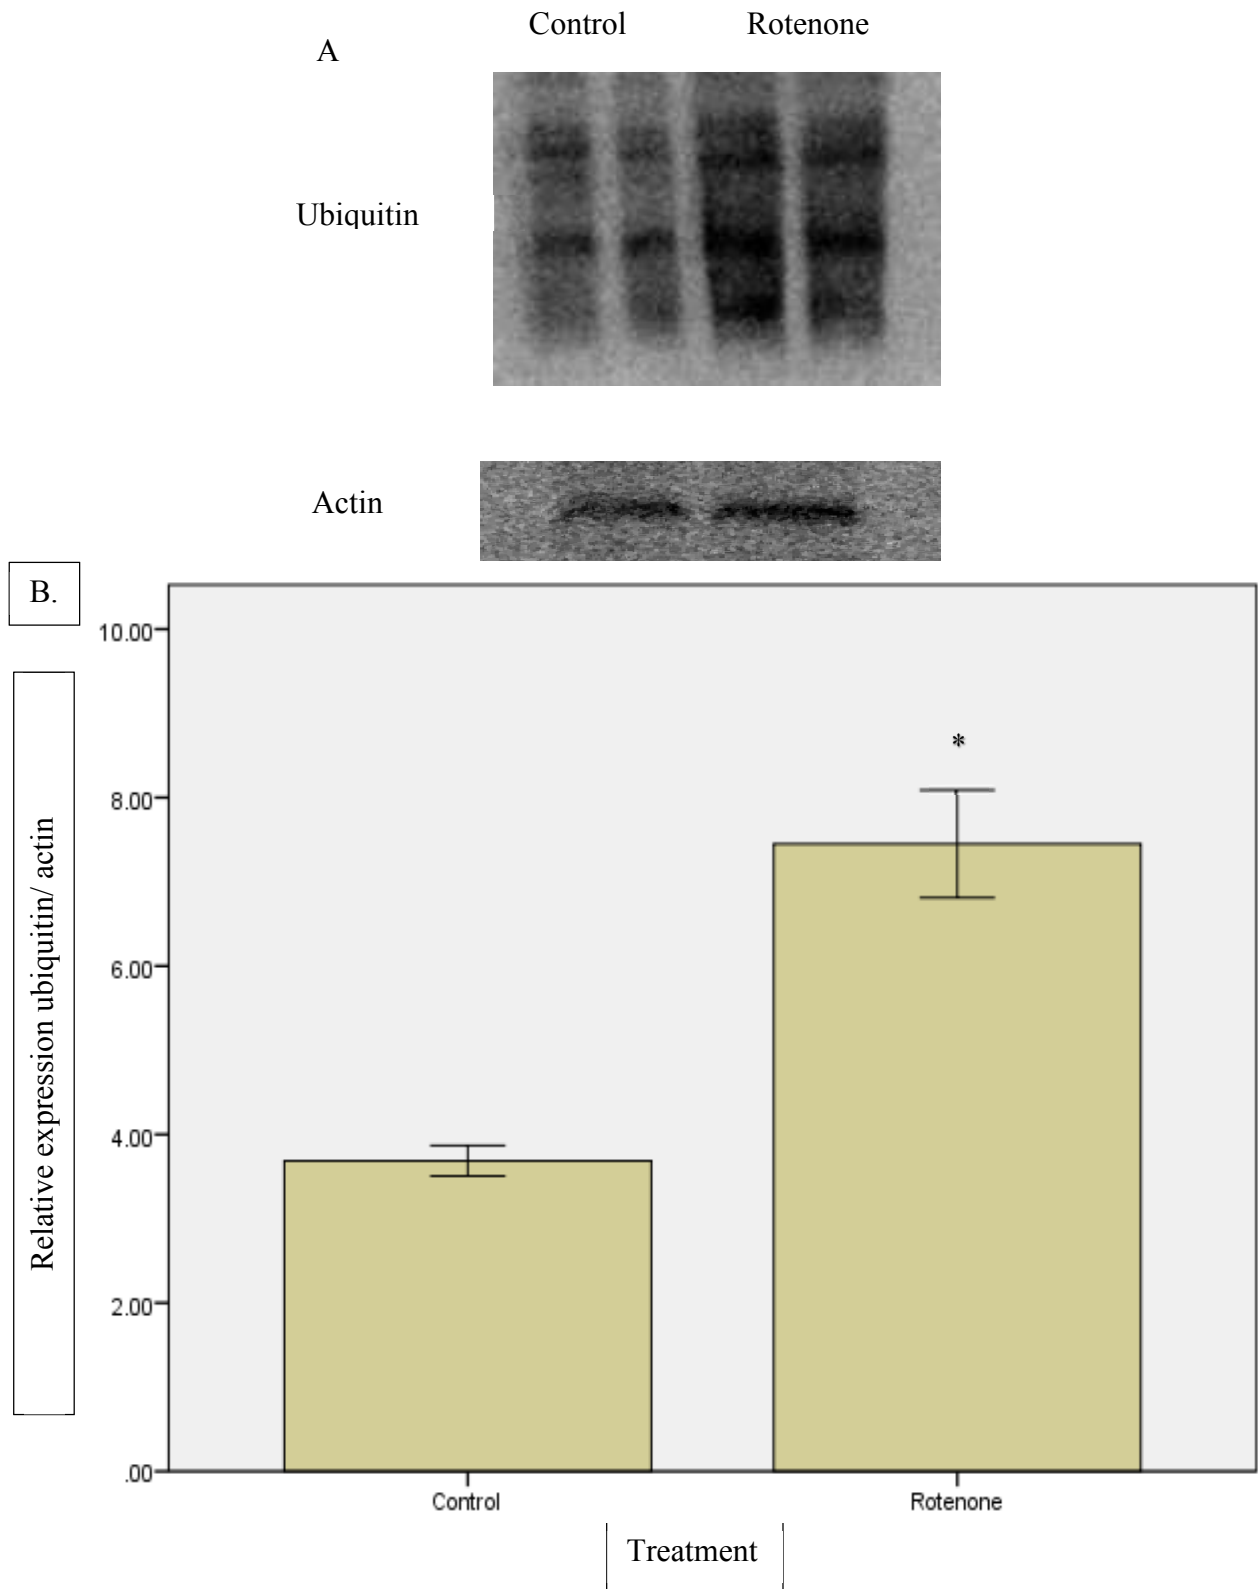 Control Rotenone
A
Ubiquitin
Actin
B.
10.00
*
8.00
6.00
4.00
2.00
.00
Relative expression ubiquitin/ actin
Control Rotenone
Treatment